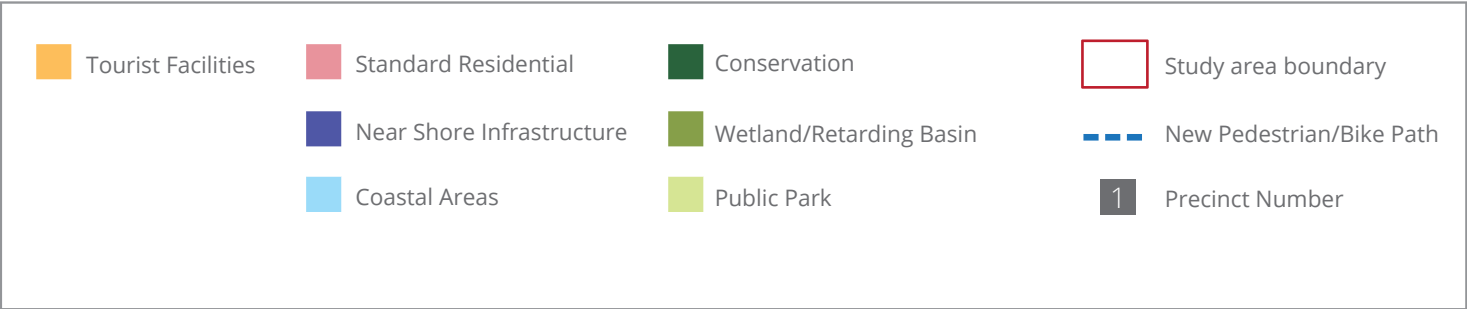 Tourist Facilities
Standard Residential
Conservation
Study area boundary
Near Shore Infrastructure
Wetland/Retarding Basin
New Pedestrian/Bike Path
Coastal Areas
Public Park
1
Precinct Number